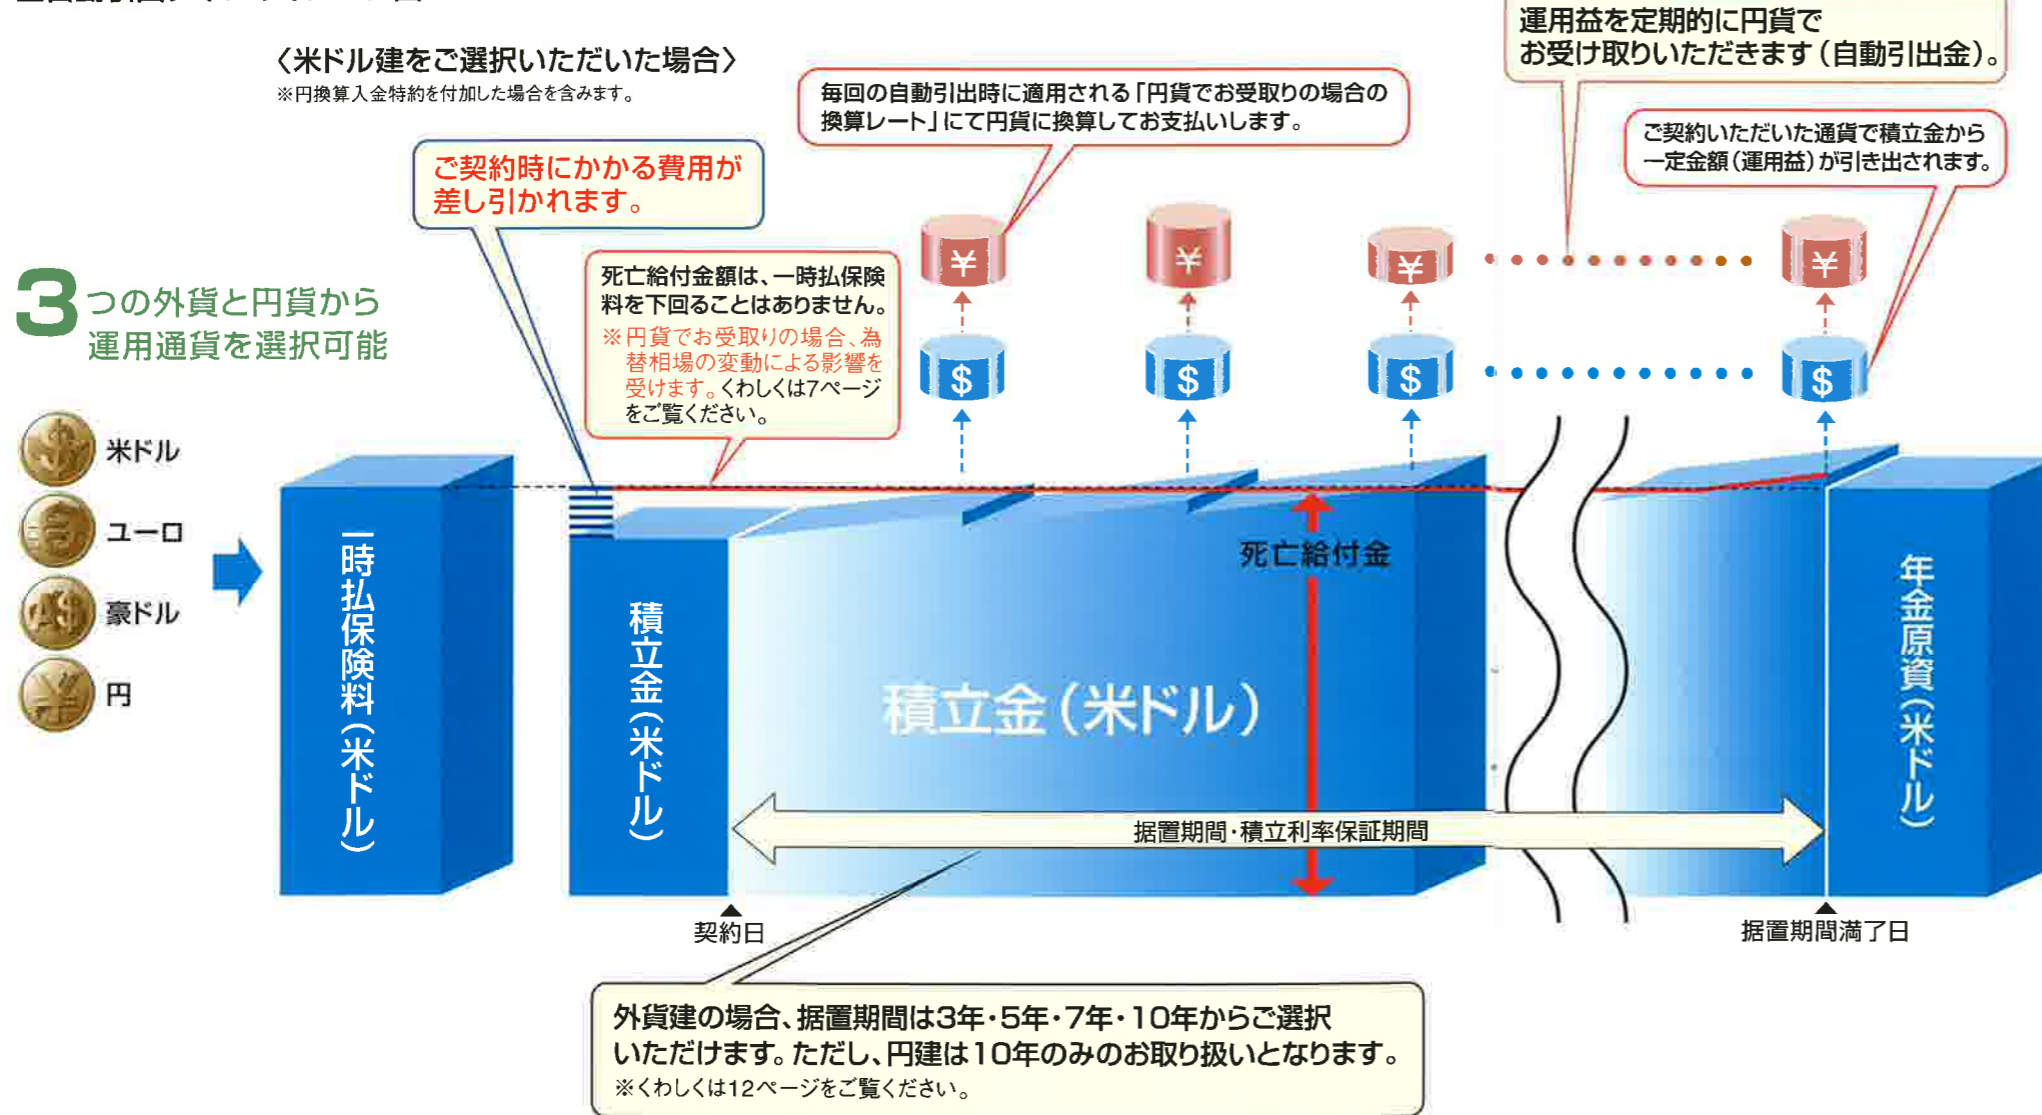 〈米ドル建をご選択いただいた場合〉
※円換算入金特約を付加した場合を含みます。
運用益を定期的に円貨で
お受け取りいただきます(自動引出金)。
毎回の自動引出時に適用される「円貨でお受取りの場合の
換算レート」にて円貨に換算してお支払いします。
ご契約いただいた通貨で積立金から
一定金額(運用益)が引き出されます。
ご契約時にかかる費用が
差し引かれます。
死亡給付金額は、一時払保険
料を下回ることはありません。
※円貨でお受取りの場合、為
替相場の変動による影響を
受けます。くわしくは7ページ
をご覧ください。
3つの外貨と円貨から
運用通貨を選択可能
¥
¥
¥
¥
$
$
$
$
$
米ドル
€
ユーロ
A$
豪ドル
¥
円
一時払保険料(米ドル)
積立金(米ドル)
積立金(米ドル)
死亡給付金
年金原資(米ドル)
据置期間・積立利率保証期間
契約日
据置期間満了日
外貨建の場合、据置期間は3年・5年・7年・10年からご選択
いただけます。ただし、円建は10年のみのお取り扱いとなります。
※くわしくは12ページをご覧ください。